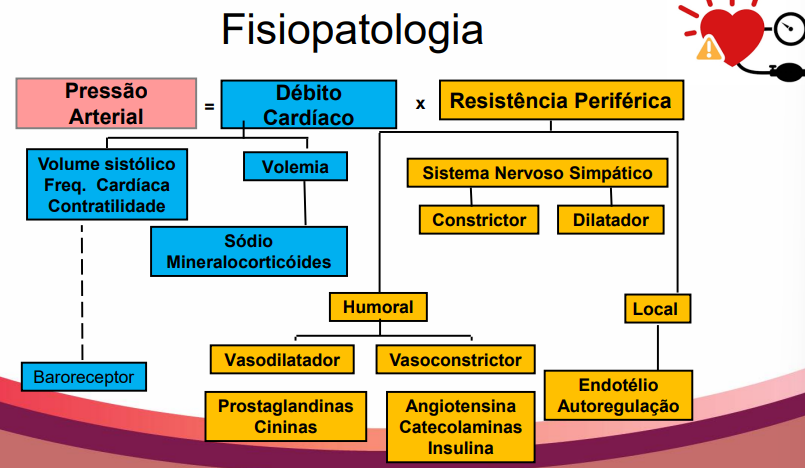 Fisiopatologia
Pressão
Arterial
=
Débito
Cardíaco
x
Resistência Periférica
Volume sistólico
Freq. Cardíaca
Contratilidade
Volemia
Sistema Nervoso Simpático
Constrictor
Dilatador
Sódio
Mineralocorticóides
Humoral
Local
Baroreceptor
Vasodilatador
Vasoconstrictor
Endotélio
Autoregulação
Prostaglandinas
Cininas
Angiotensina
Catecolaminas
Insulina